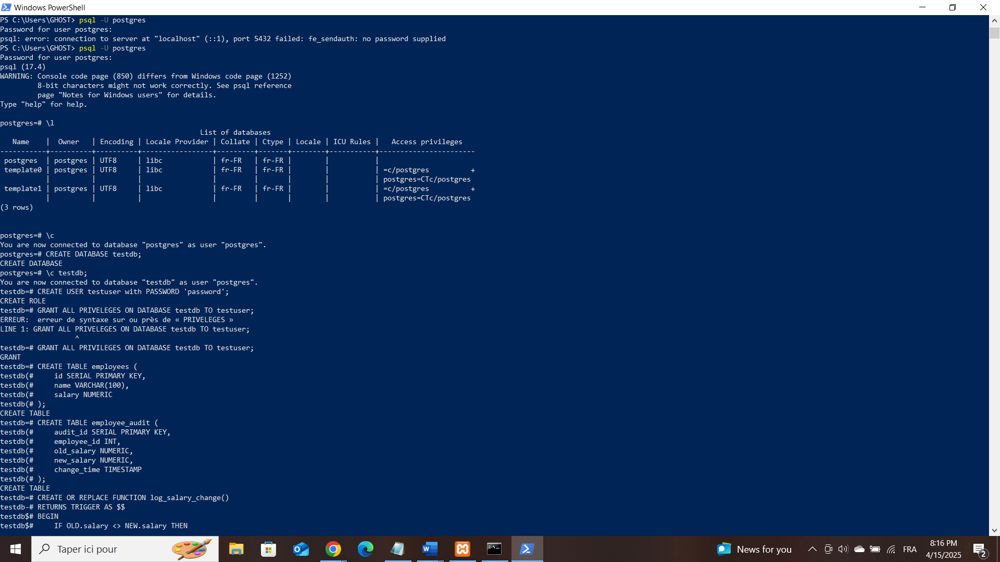 Windows PowerShell
PS C:\Users\GHOST> psql -U postgres
Password for user postgres:
psql: error: connection to server at "localhost" (::1), port 5432 failed: fe_sendauth: no password supplied
PS C:\Users\GHOST> psql -U postgres
Password for user postgres:
psql (17.4)
WARNING: Console code page (850) differs from Windows code page (1252)
         8-bit characters might not work correctly. See psql reference
         page "Notes for Windows users" for details.
Type "help" for help.
postgres=# \l
                                                List of databases
   Name    |  Owner   | Encoding | Locale Provider | Collate | Ctype | Locale | ICU Rules |   Access privileges
-----------+----------+----------+-----------------+---------+-------+--------+-----------+-----------------------
 postgres  | postgres | UTF8     | libc            | fr-FR   | fr-FR |        |           |
 template0 | postgres | UTF8     | libc            | fr-FR   | fr-FR |        |           | =c/postgres          +
           |          |          |                 |         |       |        |           | postgres=CTc/postgres
 template1 | postgres | UTF8     | libc            | fr-FR   | fr-FR |        |           | =c/postgres          +
           |          |          |                 |         |       |        |           | postgres=CTc/postgres
(3 rows)
postgres=# \c
You are now connected to database "postgres" as user "postgres".
postgres=# CREATE DATABASE testdb;
CREATE DATABASE
postgres=# \c testdb;
You are now connected to database "testdb" as user "postgres".
testdb=# CREATE USER testuser with PASSWORD 'password';
CREATE ROLE
testdb=# GRANT ALL PRIVELEGES ON DATABASE testdb TO testuser;
ERREUR:  erreur de syntaxe sur ou près de « PRIVELEGES »
LINE 1: GRANT ALL PRIVELEGES ON DATABASE testdb TO testuser;
                  ^
testdb=# GRANT ALL PRIVILEGES ON DATABASE testdb TO testuser;
GRANT
testdb=# CREATE TABLE employees (
testdb(#     id SERIAL PRIMARY KEY,
testdb(#     name VARCHAR(100),
testdb(#     salary NUMERIC
testdb(# );
CREATE TABLE
testdb=# CREATE TABLE employee_audit (
testdb(#     audit_id SERIAL PRIMARY KEY,
testdb(#     employee_id INT,
testdb(#     old_salary NUMERIC,
testdb(#     new_salary NUMERIC,
testdb(#     change_time TIMESTAMP
testdb(# );
CREATE TABLE
testdb=# CREATE OR REPLACE FUNCTION log_salary_change()
testdb-# RETURNS TRIGGER AS $$
testdb$# BEGIN
testdb$#     IF OLD.salary <> NEW.salary THEN
Taper ici pour
News for you
FRA
8:16 PM
4/15/2025
2